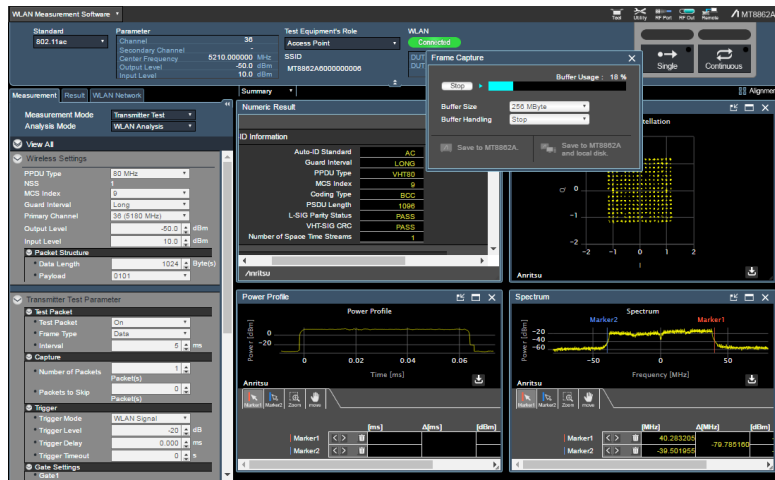 WLAN Measurement Software
Tool Utility RF Port RF Out Remote MT8862A
Standard Parameter Test Equipment's Role WLAN
802.11ac Channel 36 Access Point Connected
Secondary Channel -
Center Frequency 5210.000000 MHz SSID DUT
Output Level -50.0 dBm MT8862A6000000006 DUT
Input Level 10.0 dBm
Single Continuous
Frame Capture X
Buffer Usage : 18 %
Stop
Buffer Size 256 MByte
Buffer Handling Stop
Save to MT8862A.
Save to MT8862A
and local disk.
Measurement Result WLAN Network
Summary
Measurement Mode Transmitter Test
Analysis Mode WLAN Analysis
View All
Wireless Settings
PPDU Type 80 MHz
NSS 1
MCS Index 9
Guard Interval Long
Primary Channel 36 (5180 MHz)
Output Level -50.0 dBm
Input Level 10.0 dBm
Packet Structure
Data Length 1024 Byte(s)
Payload 0101
Transmitter Test Parameter
Test Packet
Test Packet On
Frame Type Data
Interval 5 ms
Capture
Number of Packets 1
Packet(s)
Packets to Skip 0
Packet(s)
Trigger
Trigger Mode WLAN Signal
Trigger Level -20 dB
Trigger Delay 0.000 ms
Trigger Timeout 0 s
Gate Settings
Gate1
Numeric Result
ID Information
Auto-ID Standard AC
Guard Interval LONG
PPDU Type VHT80
MCS Index 9
Coding Type BCC
PSDU Length 1096
L-SIG Party Status PASS
VHT-SIG CRC PASS
Number of Space Time Streams 1
Anritsu
Q
0
-1
-2
-2 -1 0 1 2
I
Anritsu
Power Profile
Power Profile
Power [dBm]
0
-20
0 0.02 0.04 0.06
Time [ms]
Anritsu
Marker1 Marker2 Zoom move
[ms] Δ[ms] [dBm]
Marker1
Marker2
Spectrum
Spectrum
Marker2 Marker1
[dBm]
-20
-40
-60
-50 0 50
Frequency [MHz]
Anritsu
Marker1 Marker2 Zoom move
[MHz] Δ[MHz] [dBm]
Marker1 40.283205
-79.785160
Marker2 -39.501955